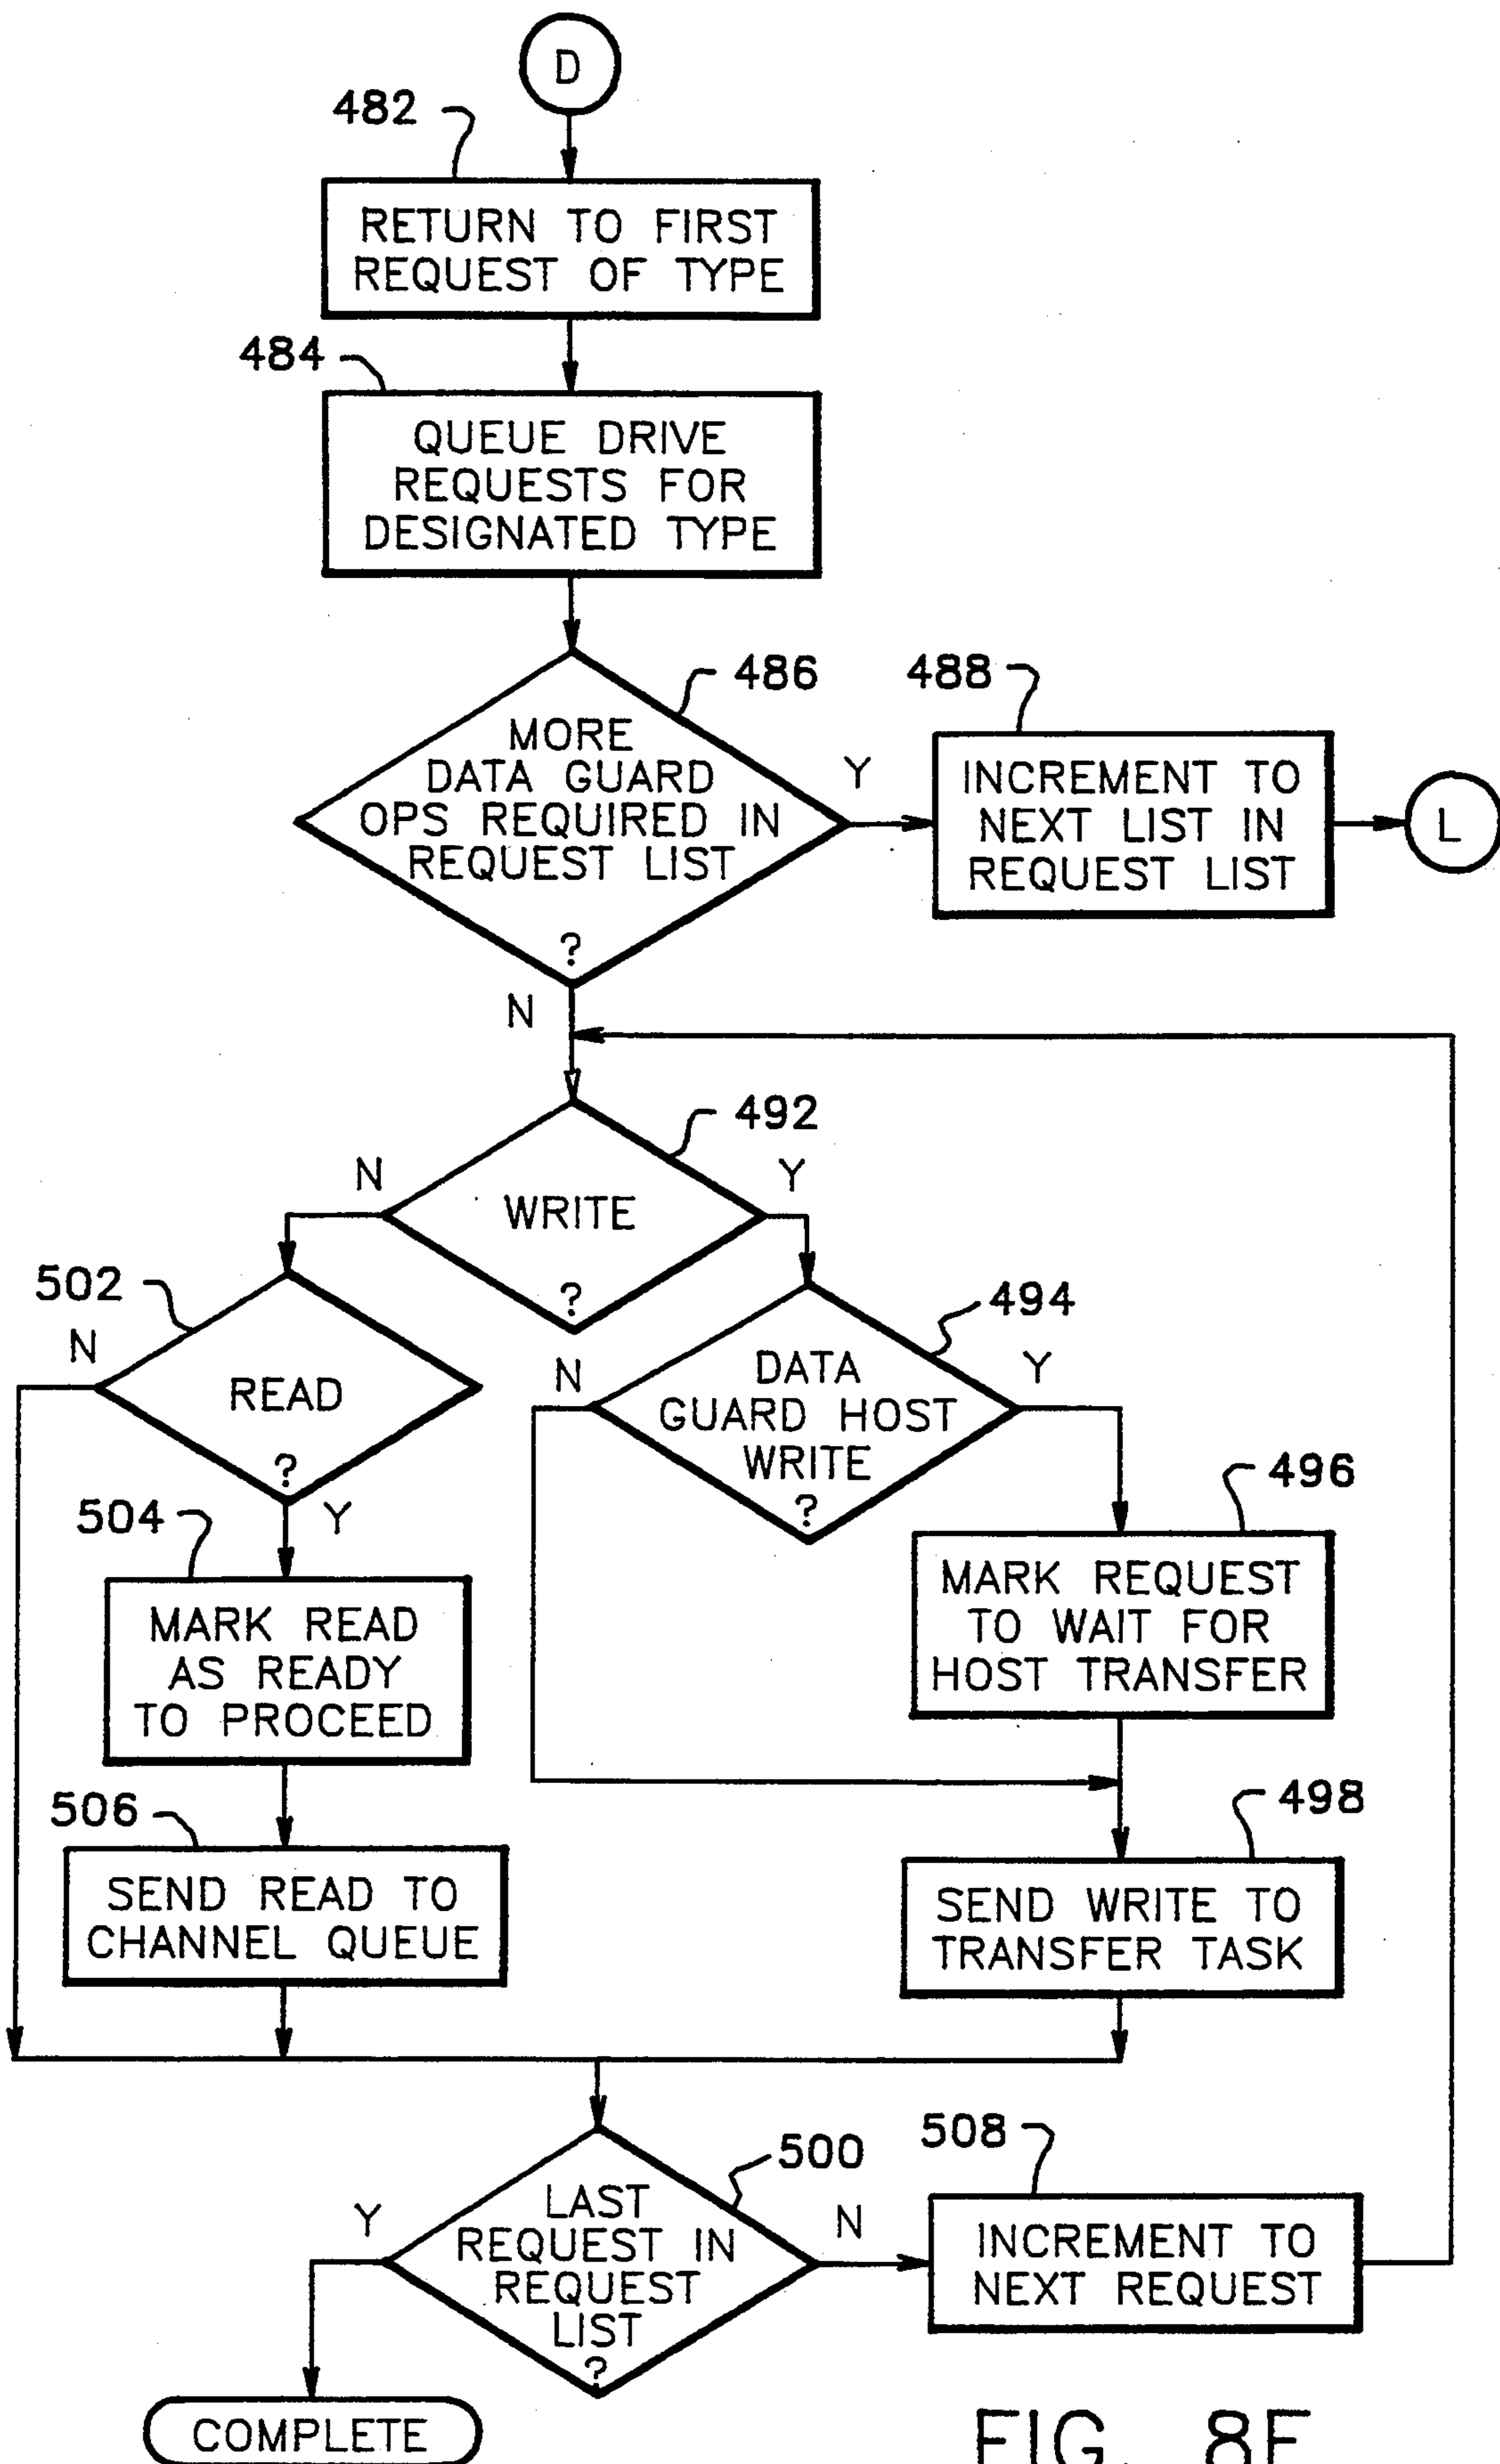 D
482
RETURN TO FIRST
REQUEST OF TYPE
484
QUEUE DRIVE
REQUESTS FOR
DESIGNATED TYPE
486
MORE
DATA GUARD
OPS REQUIRED IN
REQUEST LIST
?
Y
N
488
INCREMENT TO
NEXT LIST IN
REQUEST LIST
L
492
WRITE
?
N
Y
502
READ
?
N
Y
494
DATA
GUARD HOST
WRITE
?
N
Y
496
MARK REQUEST
TO WAIT FOR
HOST TRANSFER
504
MARK READ
AS READY
TO PROCEED
506
SEND READ TO
CHANNEL QUEUE
498
SEND WRITE TO
TRANSFER TASK
500
LAST
REQUEST IN
REQUEST
LIST
?
Y
N
508
INCREMENT TO
NEXT REQUEST
COMPLETE
FIG.